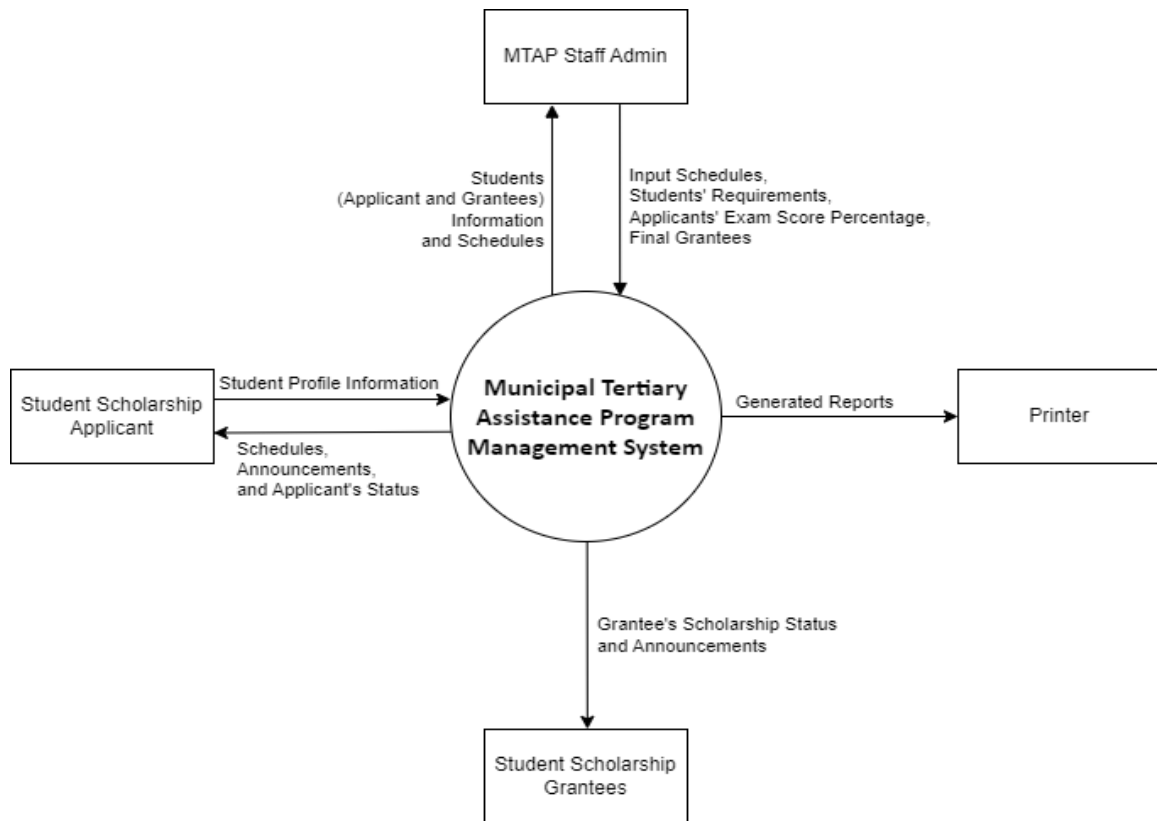 MTAP Staff Admin
Students
(Applicant and Grantees)
Information
and Schedules
Input Schedules,
Students' Requirements,
Applicants' Exam Score Percentage,
Final Grantees
Student Profile Information
Student Scholarship
Applicant
Schedules,
Announcements,
and Applicant's Status
Municipal Tertiary
Assistance Program
Management System
Generated Reports
Printer
Grantee's Scholarship Status
and Announcements
Student Scholarship
Grantees